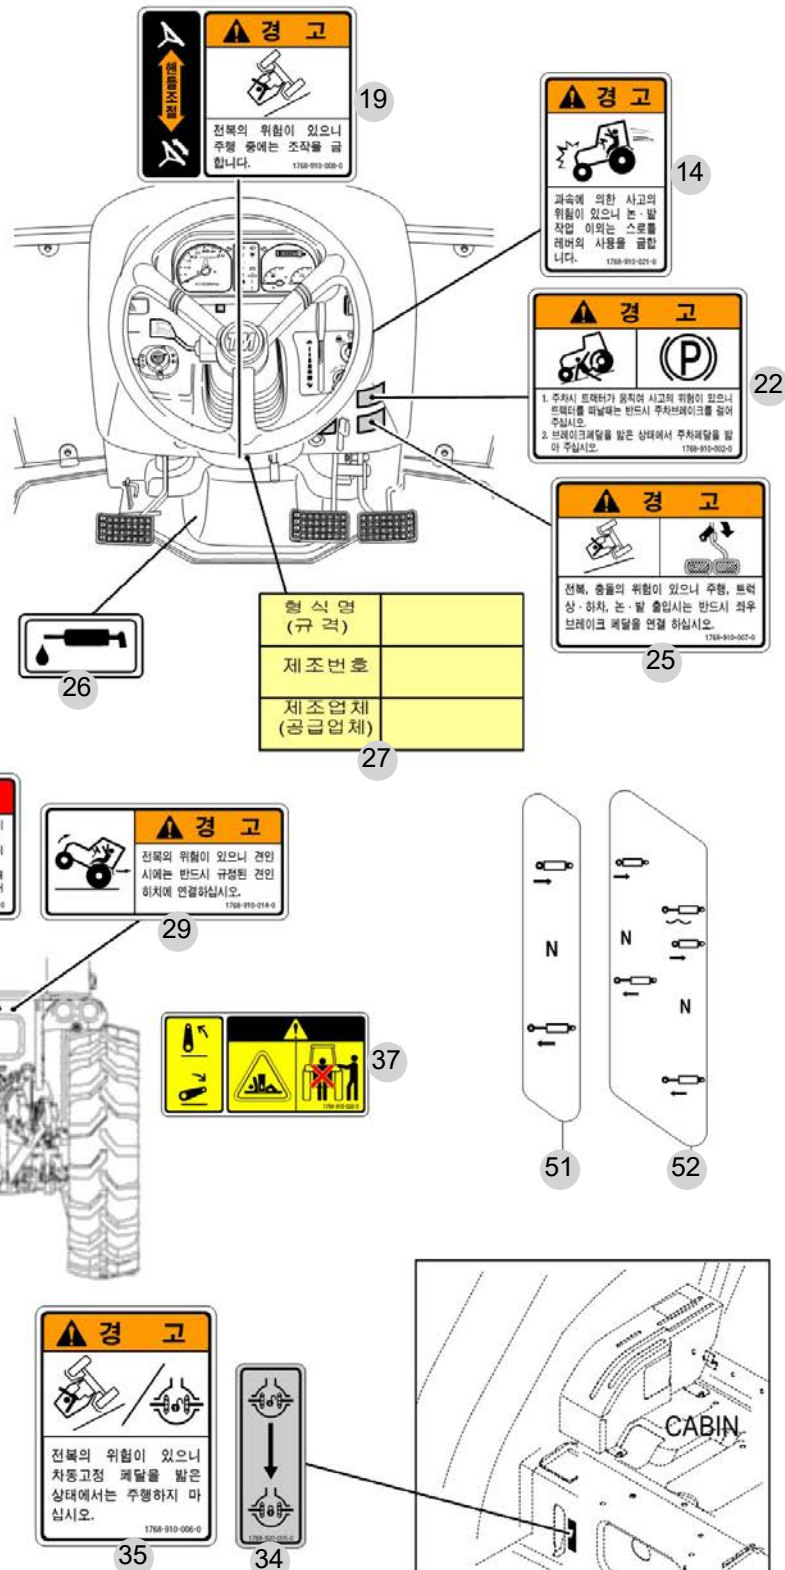 핸들조절
경 고
전복의 위험이 있으니
주행 중에는 조작을 금
합니다.
1768-910-008-0
19
경 고
과속에 의한 사고의
위험이 있으니 논·밭
작업 이외는 스로틀
레버의 사용을 금합
니다.
1768-910-021-0
14
TM
경 고
P
1. 주차시 트랙터가 움직여 사고의 위험이 있으니
트랙터를 떠날때는 반드시 주차브레이크를 걸어
주십시오.
2. 브레이크페달을 밟은 상태에서 주차페달을 밟
아 주십시오.
1768-910-002-0
22
경 고
전복, 충돌의 위험이 있으니 주행, 트럭
상·하차, 논·밭 출입시는 반드시 좌우
브레이크 페달을 연결 하십시오.
1768-910-007-0
25
26
형식명
(규격)
제조번호
제조업체
(공급업체)
27
경 고
전복의 위험이 있으니 견인
시에는 반드시 규정된 견인
히치에 연결하십시오.
1768-910-014-0
29
37
N
51
N
N
52
경 고
전복의 위험이 있으니
차동고정 페달을 밟은
상태에서는 주행하지 마
십시오.
1768-910-006-0
35
34
CABIN